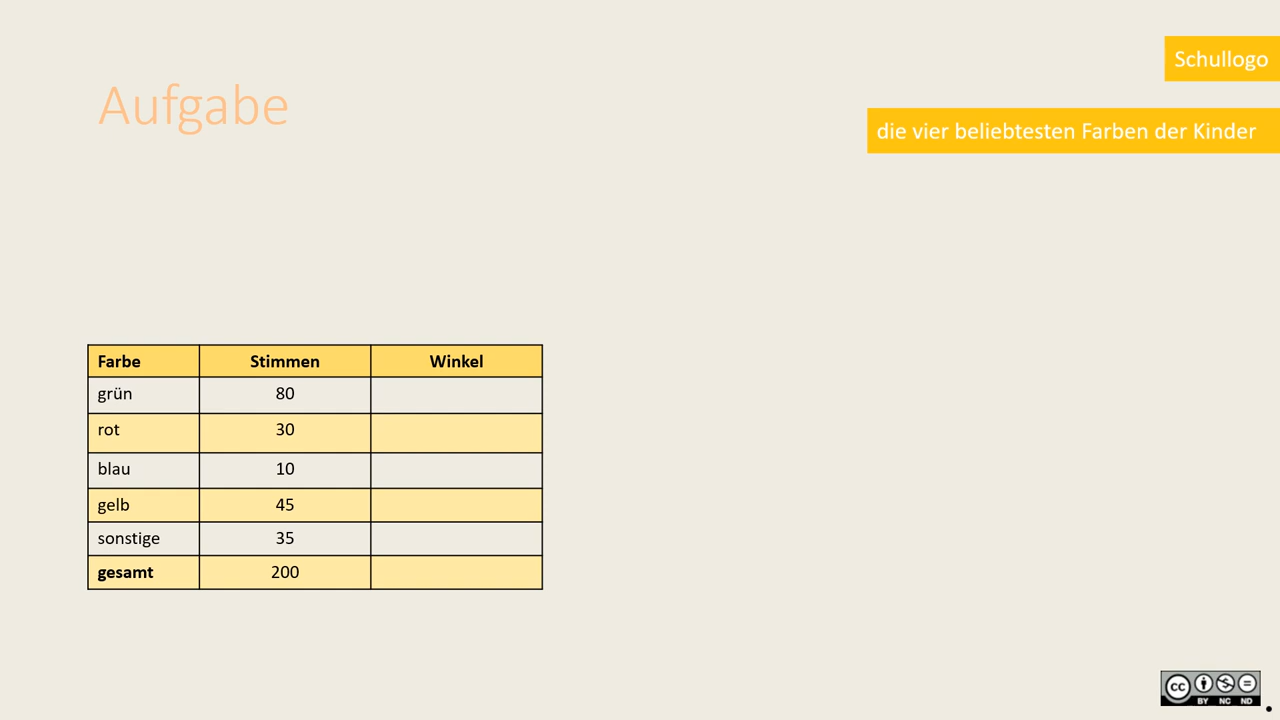 Schullogo
Aufgabe
die vier beliebtesten Farben der Kinder
Farbe Stimmen Winkel
grün 80
rot 30
blau 10
gelb 45
sonstige 35
gesamt 200
cc
BY NC ND